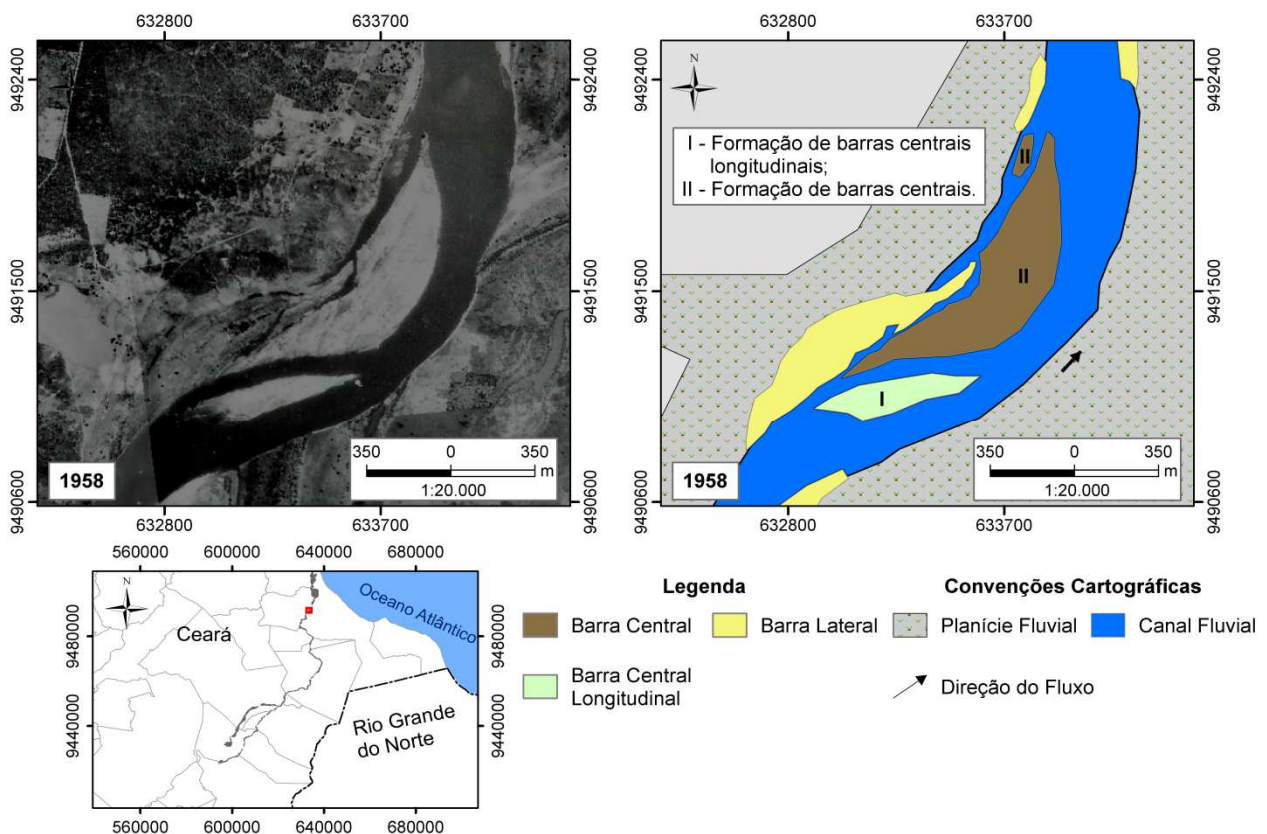 632800 633700
9492400
9491500
9490600
N
1958
350 0 350
m
1:20.000
632800 633700
632800 633700
9492400
9491500
9490600
N
I - Formação de barras centrais
longitudinais;
II - Formação de barras centrais.
II
II
I
1958
350 0 350
m
1:20.000
632800 633700
560000 600000 640000 680000
9480000
9440000
N
Ceará
Oceano Atlântico
Rio Grande
do Norte
9480000
9440000
560000 600000 640000 680000
Legenda
Barra Central
Barra Lateral
Barra Central
Longitudinal
Convenções Cartográficas
Planície Fluvial
Canal Fluvial
Direção do Fluxo